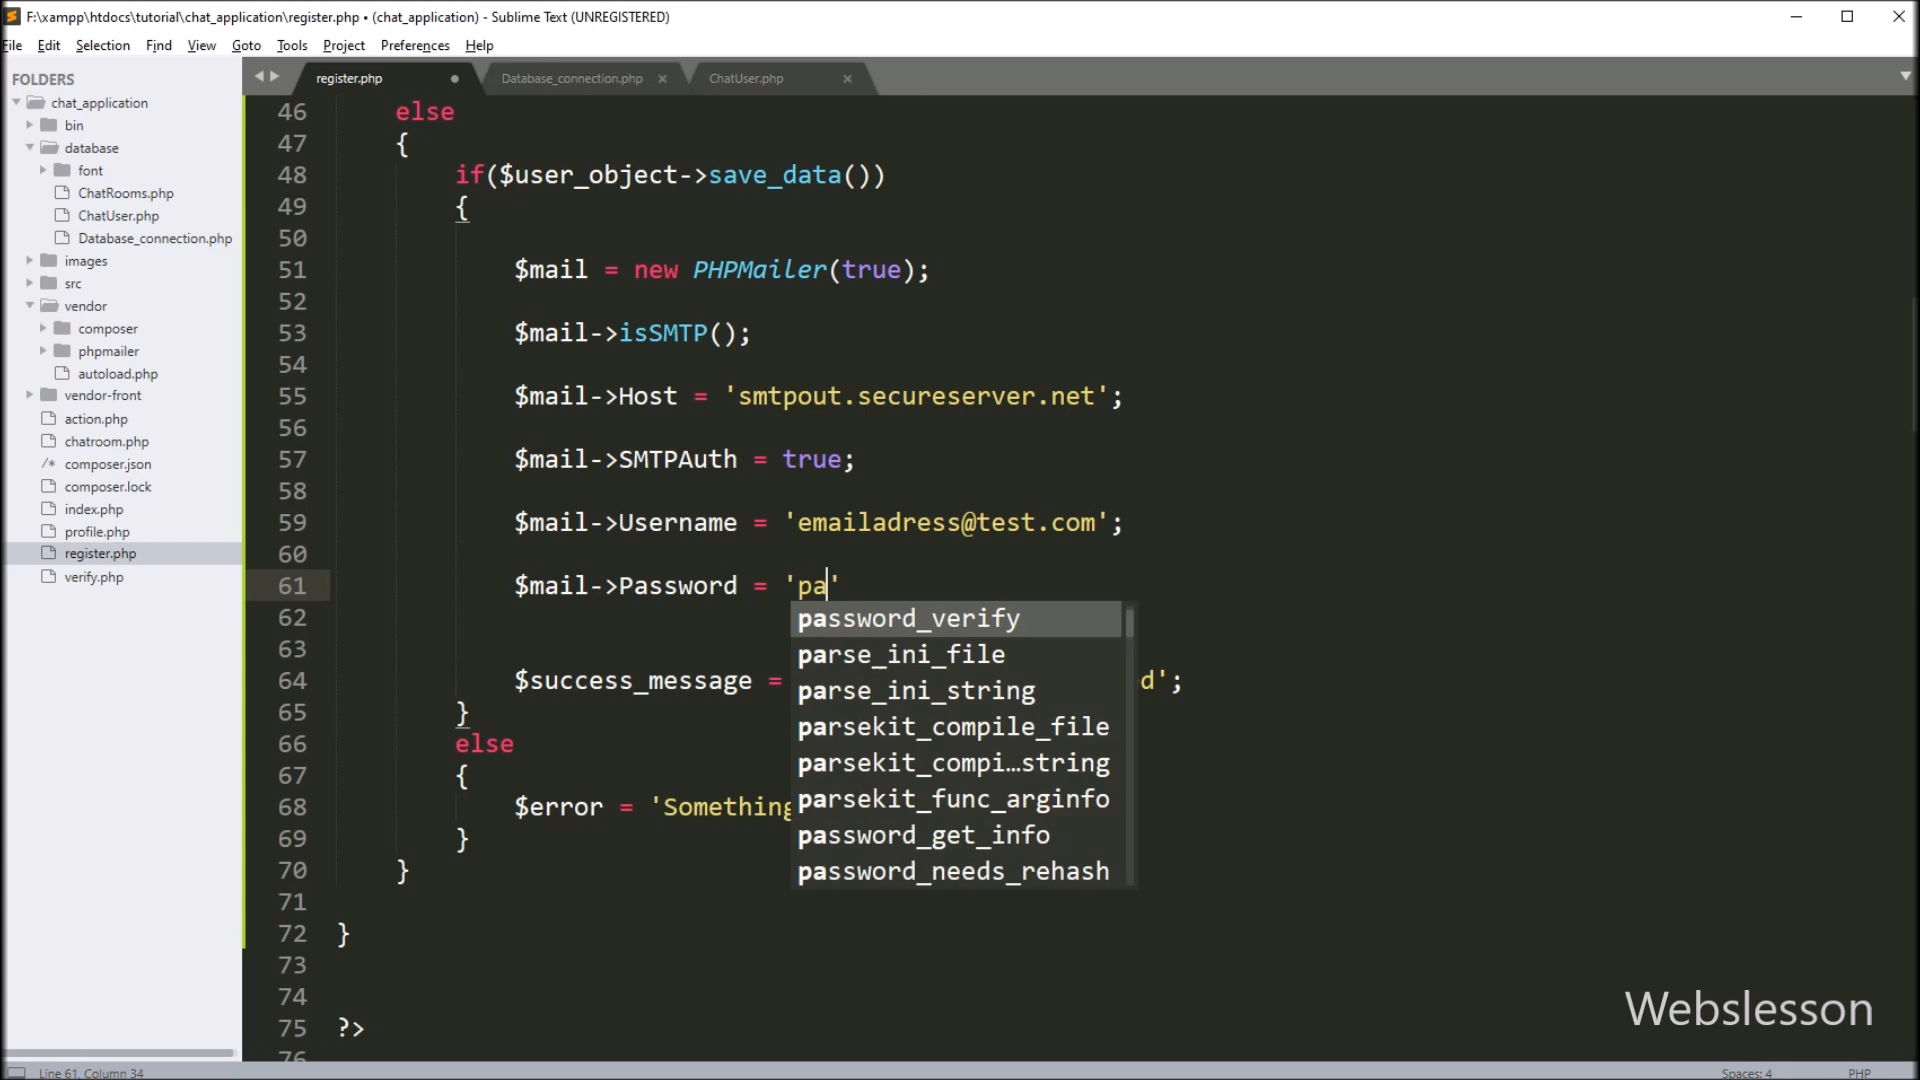 F:\xampp\htdocs\tutorial\chat_application\register.php • (chat_application) - Sublime Text (UNREGISTERED)
File Edit Selection Find View Goto Tools Project Preferences Help
FOLDERS
chat_application
bin
database
font
ChatRooms.php
ChatUser.php
Database_connection.php
images
src
vendor
composer
phpmailer
autoload.php
vendor-front
action.php
chatroom.php
/* composer.json
composer.lock
index.php
profile.php
register.php
verify.php
register.php Database_connection.php ChatUser.php
46 else
47 {
48 if($user_object->save_data())
49 {
50
51 $mail = new PHPMailer(true);
52
53 $mail->isSMTP();
54
55 $mail->Host = 'smtpout.secureserver.net';
56
57 $mail->SMTPAuth = true;
58
59 $mail->Username = 'emailadress@test.com';
60
61 $mail->Password = 'pa'
62
63
64 $success_message = d';
65 }
66 else
67 {
68 $error = 'Something
69 }
70 }
71
72 }
73
74
75 ?>
76
password_verify
parse_ini_file
parse_ini_string
parsekit_compile_file
parsekit_compi…string
parsekit_func_arginfo
password_get_info
password_needs_rehash
Webslesson
Line 61, Column 34 Spaces: 4 PHP